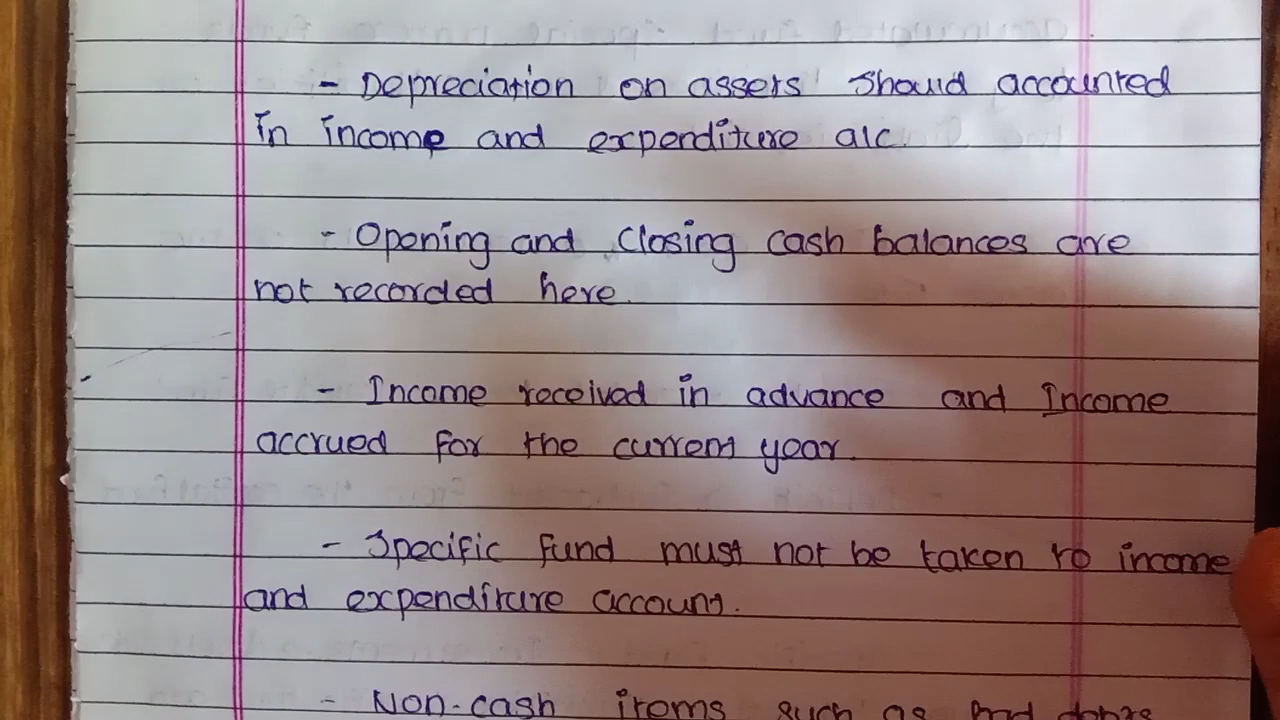 - Depreciation on assets should accounted
in income and expenditure a/c.
- Opening and closing cash balances are
not recorded here.
- Income received in advance and Income
accrued for the current year.
- Specific fund must not be taken to income
and expenditure account.
- Non-cash items such as Bad debts